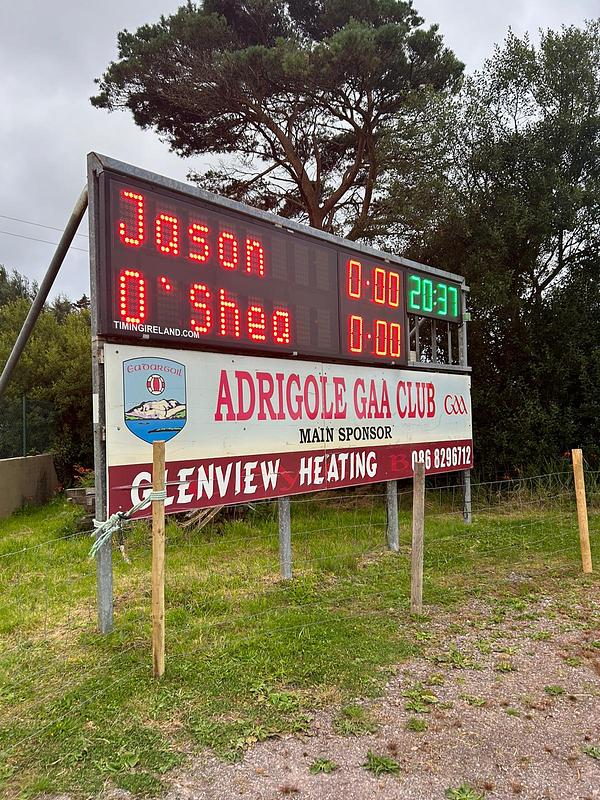 Jason 0:00 20:37
O'Shea 0:00
TIMINGIRELAND.COM
Eadargoil
ADRIGOLE GAA CLUB GAA
MAIN SPONSOR
GLENVIEW HEATING 086 8296712